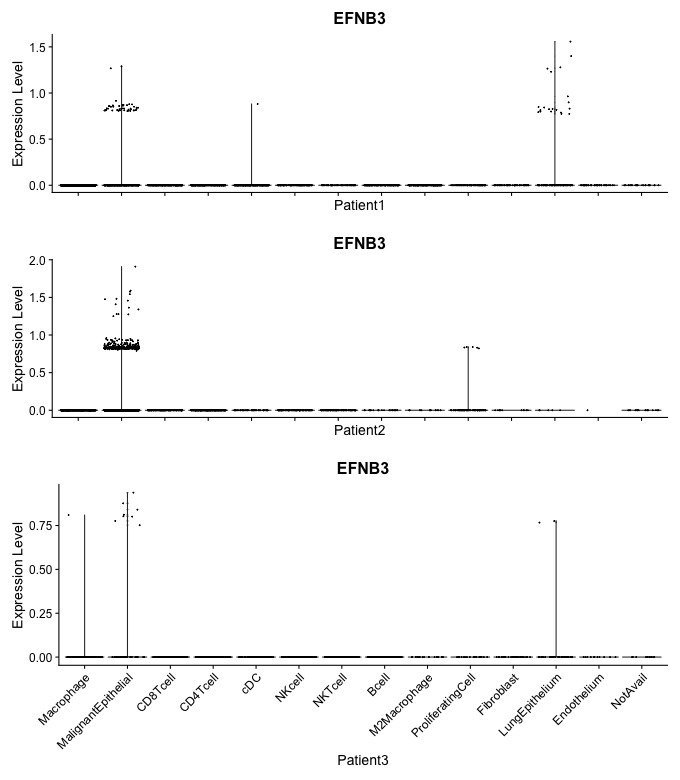 EFNB3
Expression Level
1.5
1.0
0.5
0.0
Patient1
EFNB3
Expression Level
2.0
1.5
1.0
0.5
0.0
Patient2
EFNB3
Expression Level
0.75
0.50
0.25
0.00
Macrophage
MalignantEpithelial
CD8Tcell
CD4Tcell
cDC
NKcell
NKTcell
Bcell
M2Macrophage
ProliferatingCell
Fibroblast
LungEpithelium
Endothelium
NotAvail
Patient3